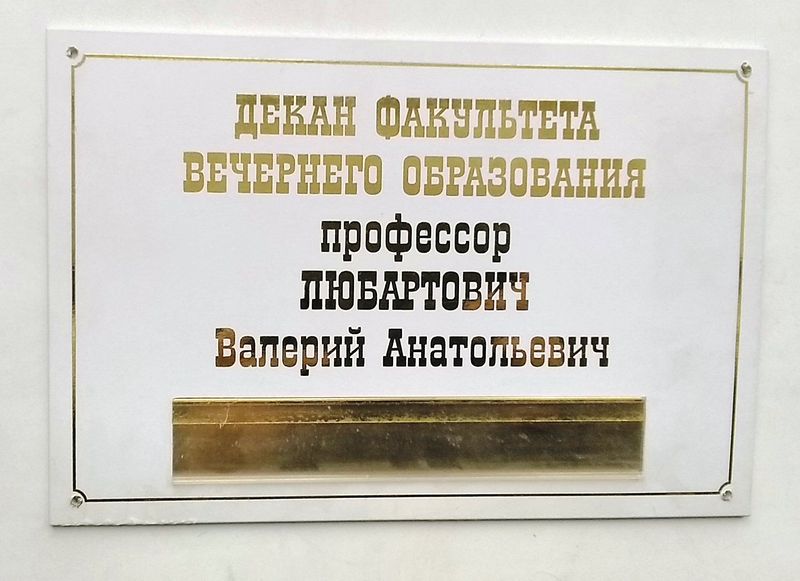 ДЕКАН ФАКУЛЬТЕТА
ВЕЧЕРНЕГО ОБРАЗОВАНИЯ
профессор
ЛЮБАРТОВИЧ
Валерий Анатольевич